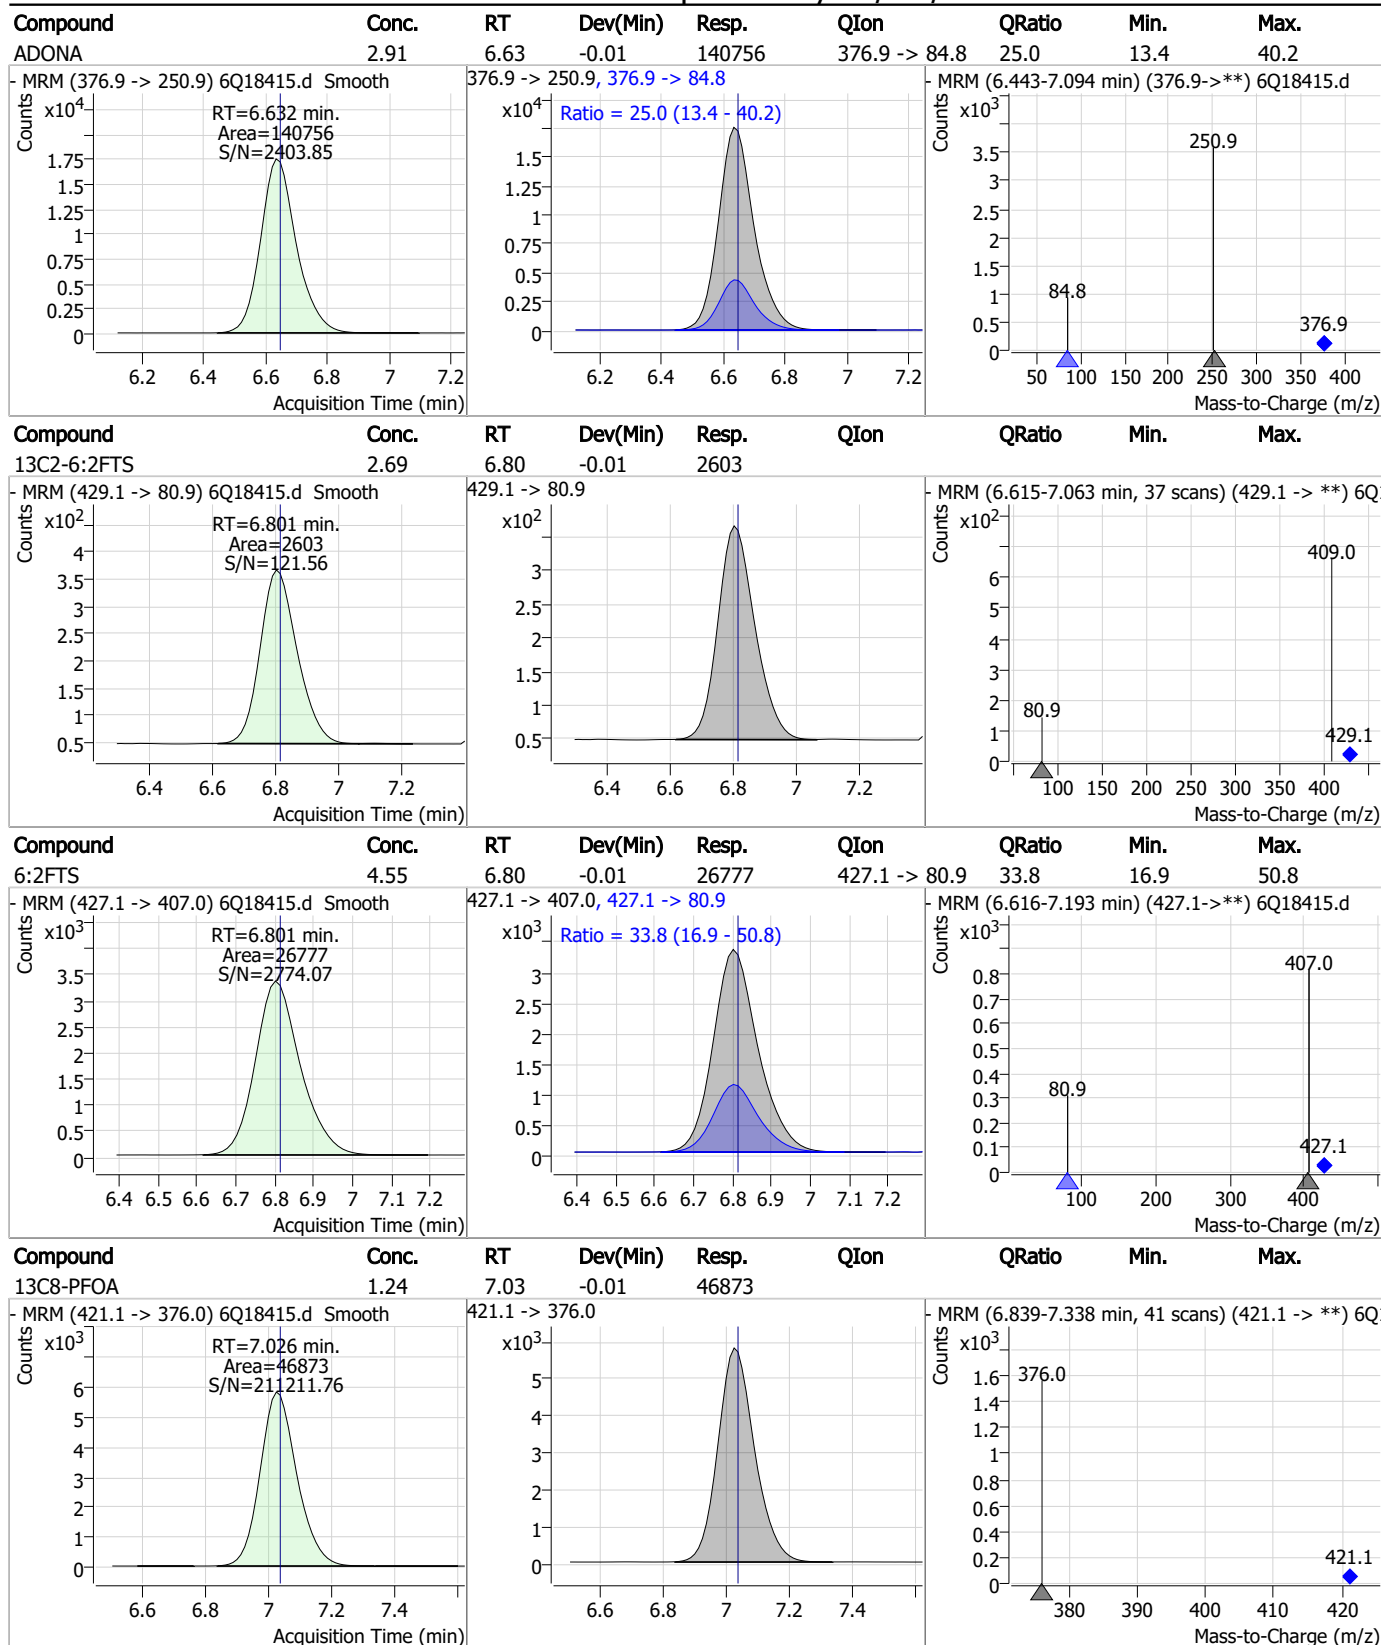 Compound Conc. RT Dev(Min) Resp. QIon QRatio Min. Max.
ADONA 2.91 6.63 -0.01 140756 376.9 -> 84.8 25.0 13.4 40.2
- MRM (376.9 -> 250.9) 6Q18415.d Smooth
Counts
x10^4
RT=6.632 min.
Area=140756
S/N=2403.85
1.75
1.5
1.25
1
0.75
0.5
0.25
0
6.2 6.4 6.6 6.8 7 7.2
Acquisition Time (min)
376.9 -> 250.9, 376.9 -> 84.8
x10^4
Ratio = 25.0 (13.4 - 40.2)
1.5
1.25
1
0.75
0.5
0.25
0
6.2 6.4 6.6 6.8 7 7.2
- MRM (6.443-7.094 min) (376.9->**) 6Q18415.d
Counts
x10^3
250.9
84.8
376.9
3.5
3
2.5
2
1.5
1
0.5
0
50 100 150 200 250 300 350 400
Mass-to-Charge (m/z)
Compound Conc. RT Dev(Min) Resp. QIon QRatio Min. Max.
13C2-6:2FTS 2.69 6.80 -0.01 2603
- MRM (429.1 -> 80.9) 6Q18415.d Smooth
Counts
x10^2
RT=6.801 min.
Area=2603
S/N=121.56
4
3.5
3
2.5
2
1.5
1
0.5
6.4 6.6 6.8 7 7.2
Acquisition Time (min)
429.1 -> 80.9
x10^2
3
2.5
2
1.5
1
0.5
6.4 6.6 6.8 7 7.2
- MRM (6.615-7.063 min, 37 scans) (429.1 -> **) 6Q
Counts
x10^2
409.0
80.9
429.1
6
5
4
3
2
1
0
100 150 200 250 300 350 400
Mass-to-Charge (m/z)
Compound Conc. RT Dev(Min) Resp. QIon QRatio Min. Max.
6:2FTS 4.55 6.80 -0.01 26777 427.1 -> 80.9 33.8 16.9 50.8
- MRM (427.1 -> 407.0) 6Q18415.d Smooth
Counts
x10^3
RT=6.801 min.
Area=26777
S/N=2774.07
3.5
3
2.5
2
1.5
1
0.5
0
6.4 6.5 6.6 6.7 6.8 6.9 7 7.1 7.2
Acquisition Time (min)
427.1 -> 407.0, 427.1 -> 80.9
x10^3
Ratio = 33.8 (16.9 - 50.8)
3
2.5
2
1.5
1
0.5
0
6.4 6.5 6.6 6.7 6.8 6.9 7 7.1 7.2
- MRM (6.616-7.193 min) (427.1->**) 6Q18415.d
Counts
x10^3
407.0
80.9
427.1
0.8
0.7
0.6
0.5
0.4
0.3
0.2
0.1
0
100 200 300 400
Mass-to-Charge (m/z)
Compound Conc. RT Dev(Min) Resp. QIon QRatio Min. Max.
13C8-PFOA 1.24 7.03 -0.01 46873
- MRM (421.1 -> 376.0) 6Q18415.d Smooth
Counts
x10^3
RT=7.026 min.
Area=46873
S/N=211211.76
6
5
4
3
2
1
0
6.6 6.8 7 7.2 7.4
Acquisition Time (min)
421.1 -> 376.0
x10^3
5
4
3
2
1
0
6.6 6.8 7 7.2 7.4
- MRM (6.839-7.338 min, 41 scans) (421.1 -> **) 6Q
Counts
x10^3
376.0
421.1
1.6
1.4
1.2
1
0.8
0.6
0.4
0.2
0
380 390 400 410 420
Mass-to-Charge (m/z)